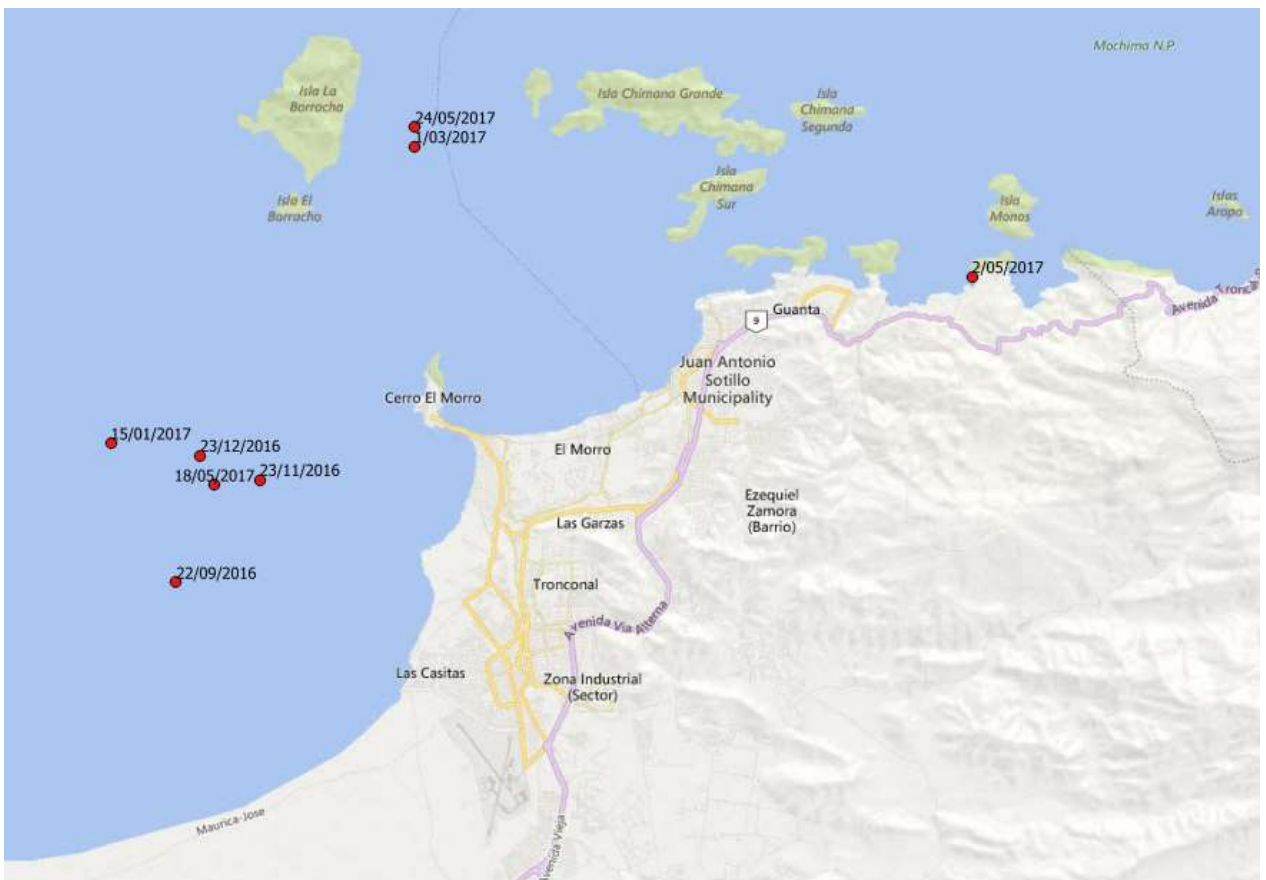 Mochima N.P.
Isla La
Borracha
Isla Chimana Grande
Isla
Chimana
Segunda
24/05/2017
1/03/2017
Isla
Chimana
Sur
Isla El
Borracho
Isla
Monos
Islas
Arapo
2/05/2017
Avenida Troncal
Guanta
9
Juan Antonio
Sotillo
Municipality
Cerro El Morro
15/01/2017
23/12/2016
El Morro
18/05/2017
23/11/2016
Ezequiel
Zamora
(Barrio)
Las Garzas
22/09/2016
Tronconal
Avenida Vía Alterna
Las Casitas
Zona Industrial
(Sector)
Maurica-Jose
Avenida Vieja